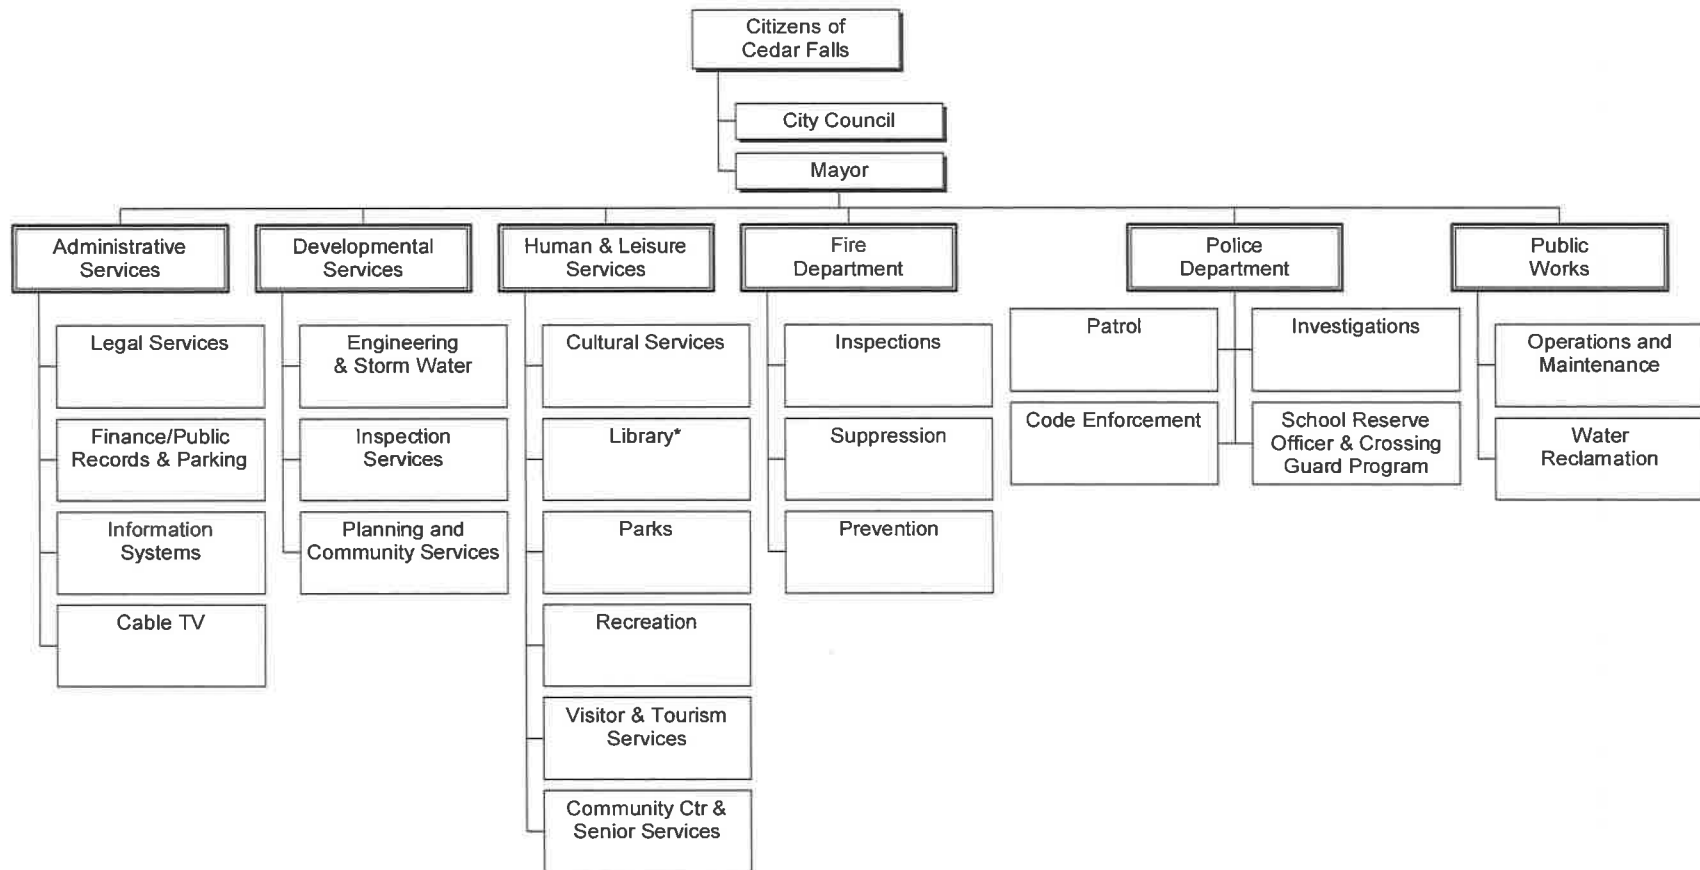 Citizens of
Cedar Falls
City Council
Mayor
Administrative
Services
Legal Services
Finance/Public
Records & Parking
Information
Systems
Cable TV
Developmental
Services
Engineering
& Storm Water
Inspection
Services
Planning and
Community Services
Human & Leisure
Services
Cultural Services
Library*
Parks
Recreation
Visitor & Tourism
Services
Community Ctr &
Senior Services
Fire
Department
Inspections
Suppression
Prevention
Police
Department
Patrol
Investigations
Code Enforcement
School Reserve
Officer & Crossing
Guard Program
Public
Works
Operations and
Maintenance
Water
Reclamation